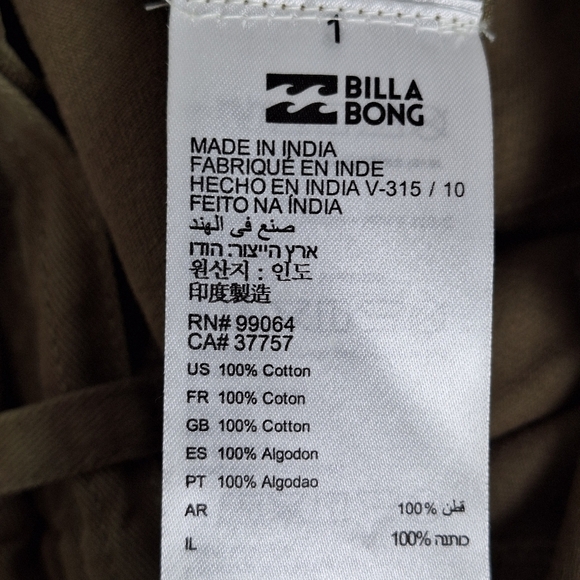 1
BILLA
BONG
MADE IN INDIA
FABRIQUÉ EN INDE
HECHO EN INDIA V-315 / 10
FEITO NA ÍNDIA
صنع في الهند
ארץ הייצור: הודו
원산지 : 인도
印度製造
RN# 99064
CA# 37757
US 100% Cotton
FR 100% Coton
GB 100% Cotton
ES 100% Algodon
PT 100% Algodao
AR 100% قطن
IL 100% כותנה